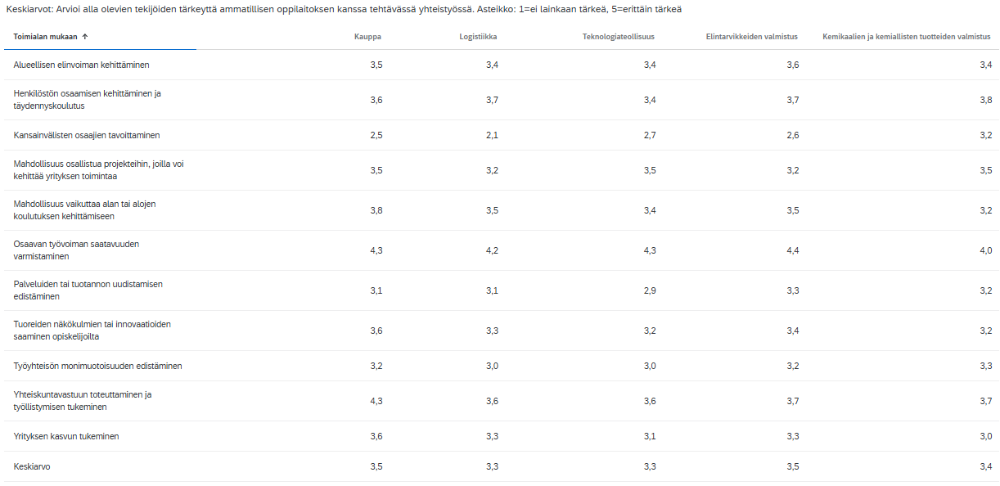 Keskiarvot: Arvioi alla olevien tekijöiden tärkeyttä ammatillisen oppilaitoksen kanssa tehtävässä yhteistyössä. Asteikko: 1=ei lainkaan tärkeä, 5=erittäin tärkeä
Toimialan mukaan ↑ Kauppa Logistiikka Teknologiateollisuus Elintarvikkeiden valmistus Kemikaalien ja kemiallisten tuotteiden valmistus
Alueellisen elinvoiman kehittäminen 3,5 3,4 3,4 3,6 3,4
Henkilöstön osaamisen kehittäminen ja
täydennyskoulutus 3,6 3,7 3,4 3,7 3,8
Kansainvälisten osaajien tavoittaminen 2,5 2,1 2,7 2,6 3,2
Mahdollisuus osallistua projekteihin, joilla voi
kehittää yrityksen toimintaa 3,5 3,2 3,5 3,2 3,5
Mahdollisuus vaikuttaa alan tai alojen
koulutuksen kehittämiseen 3,8 3,5 3,4 3,5 3,2
Osaavan työvoiman saatavuuden
varmistaminen 4,3 4,2 4,3 4,4 4,0
Palveluiden tai tuotannon uudistamisen
edistäminen 3,1 3,1 2,9 3,3 3,2
Tuoreiden näkökulmien tai innovaatioiden
saaminen opiskelijoilta 3,6 3,3 3,2 3,4 3,2
Työyhteisön monimuotoisuuden edistäminen 3,2 3,0 3,0 3,2 3,3
Yhteiskuntavastuun toteuttaminen ja
työllistymisen tukeminen 4,3 3,6 3,6 3,7 3,7
Yrityksen kasvun tukeminen 3,6 3,3 3,1 3,3 3,0
Keskiarvo 3,5 3,3 3,3 3,5 3,4